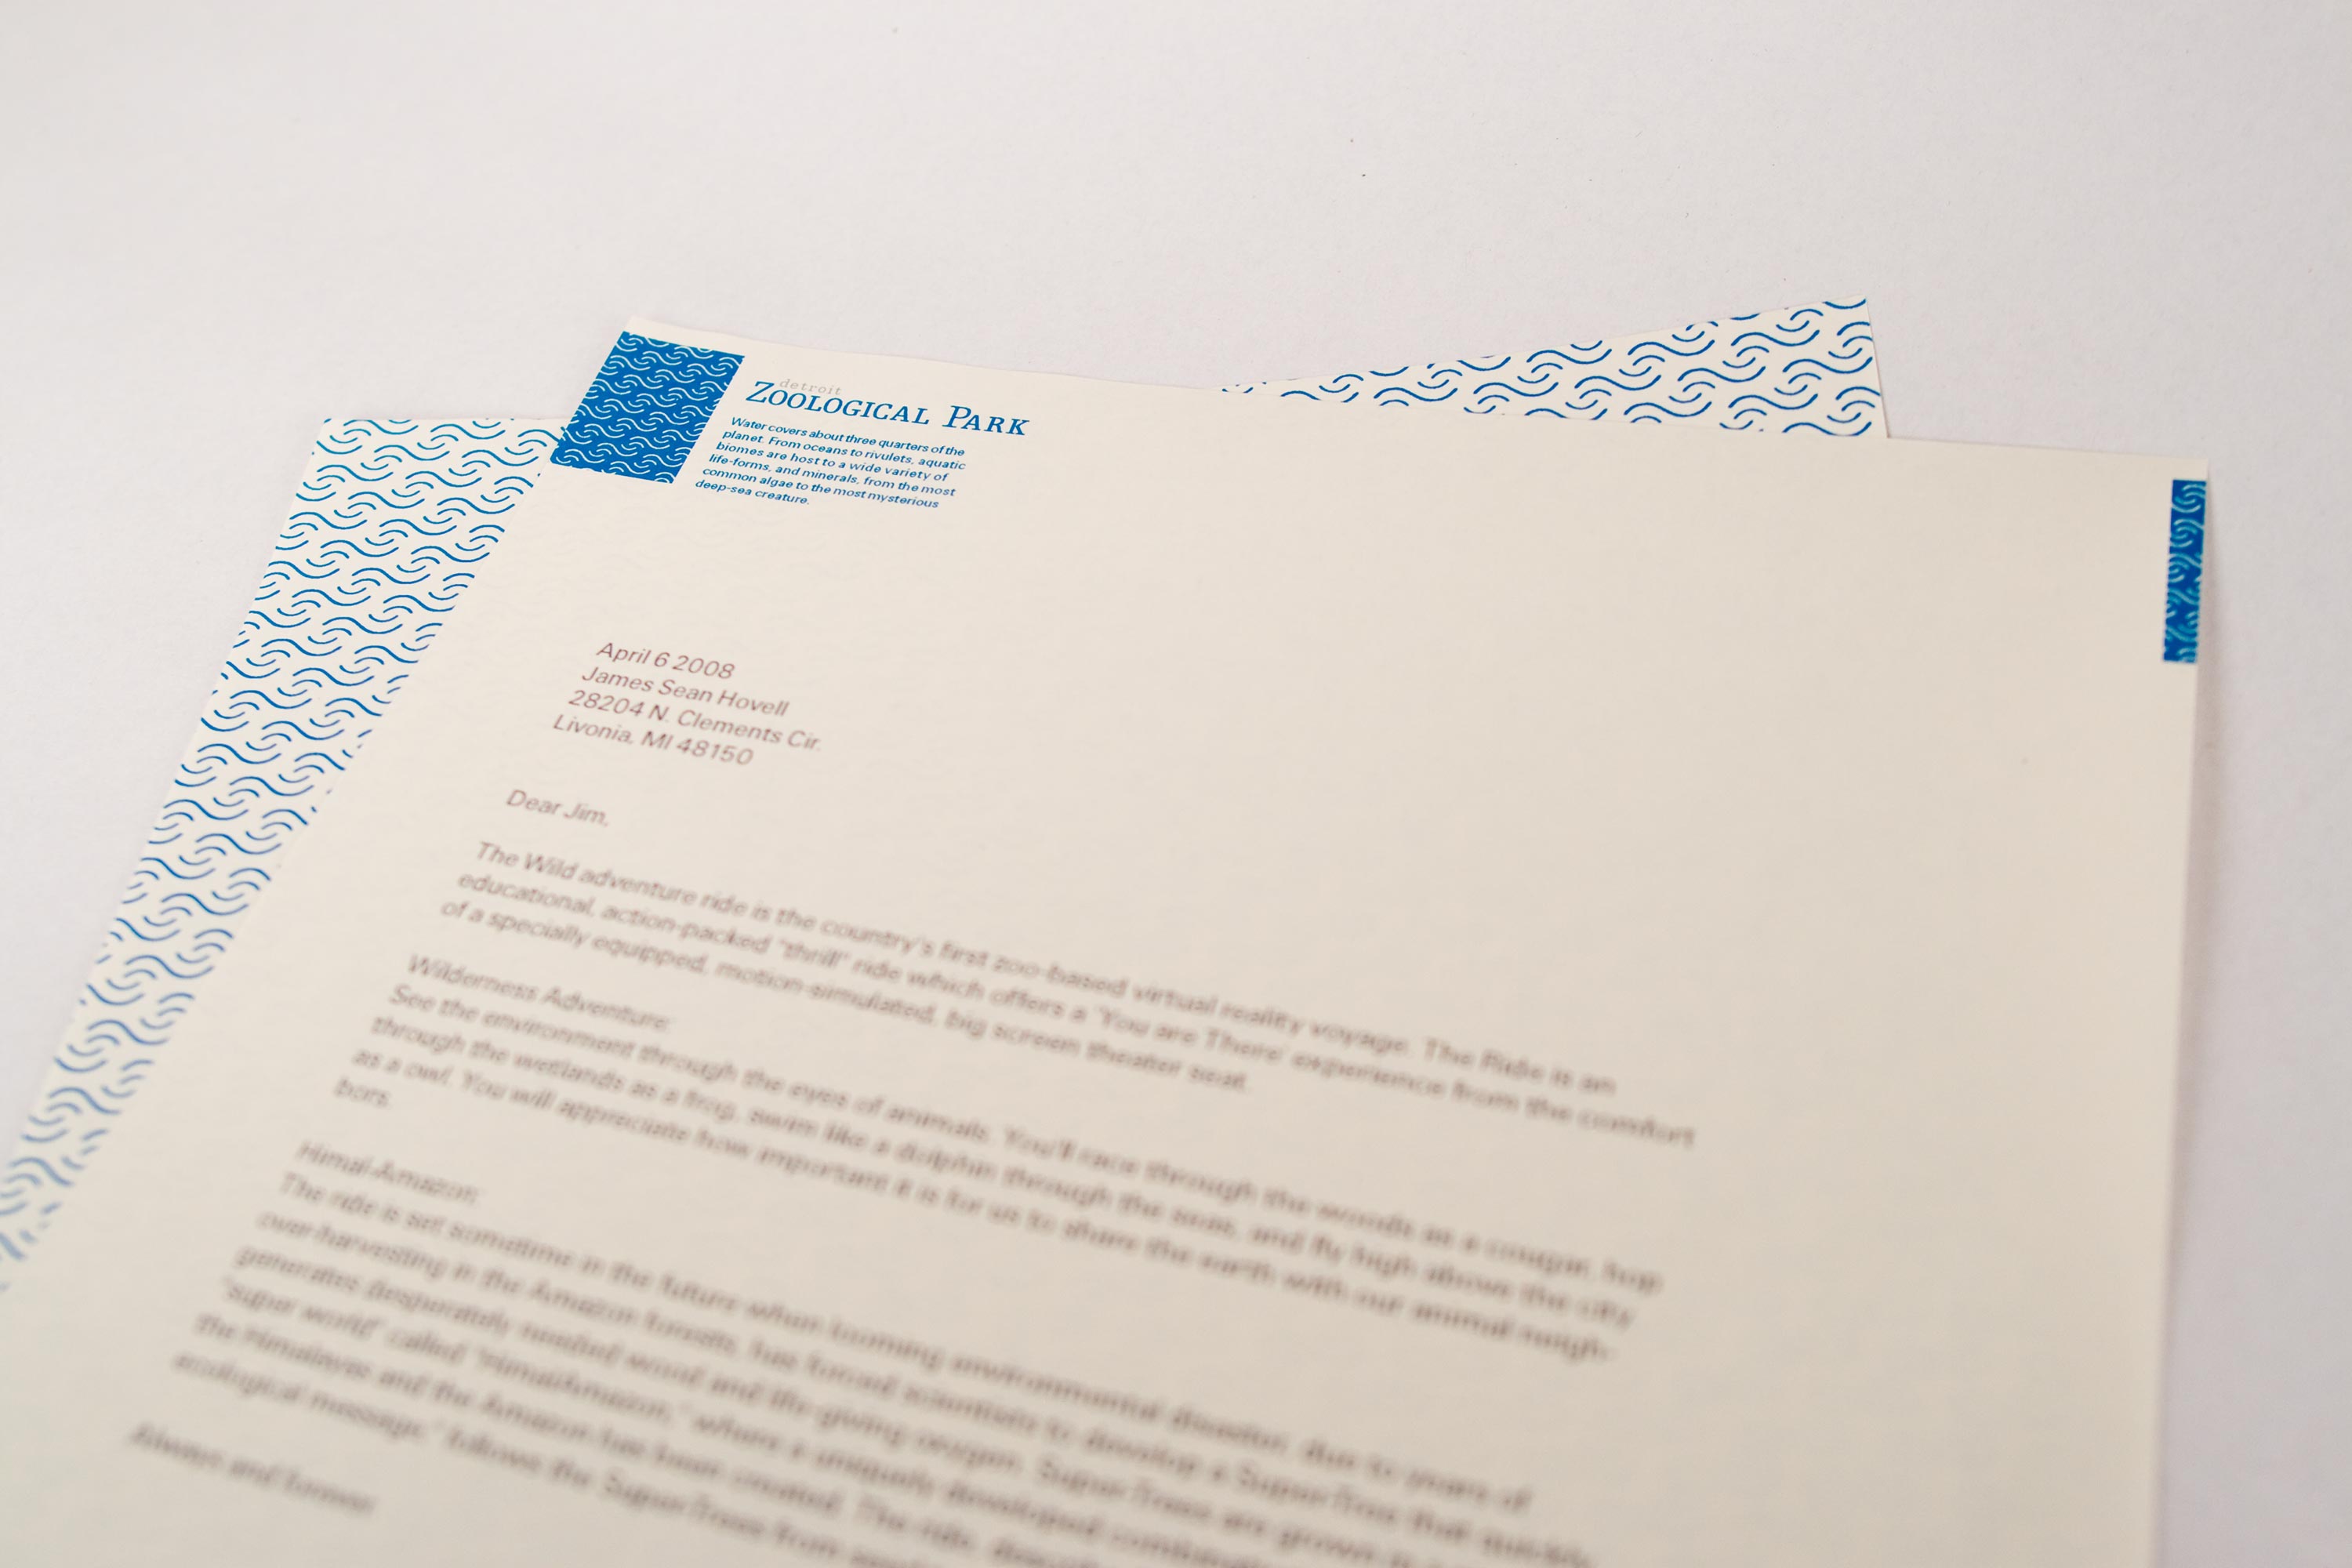 detroit
ZOOLOGICAL PARK
Water covers about three quarters of the
planet. From oceans to rivulets, aquatic
biomes are host to a wide variety of
life-forms, and minerals, from the most
common algae to the most mysterious
deep-sea creature.
April 6 2008
James Sean Hovell
28204 N. Clements Cir.
Livonia, MI 48150
Dear Jim,
The Wild adventure ride is the country's first zoo-based virtual reality voyage. The Ride is an
educational, action-packed "thrill" ride which offers a 'You are There' experience from the comfort
of a specially equipped, motion-simulated, big screen theater seat.
Wilderness Adventure:
See the environment through the eyes of animals. You'll race through the woods as a cougar, hop
through the wetlands as a frog, swim like a dolphin through the seas, and fly high above the city
as a owl. You will appreciate how important it is for us to share the earth with our animal neigh-
bors.
Himal-Amazon:
The ride is set sometime in the future when looming environmental disaster, due to years of
over-harvesting in the Amazon forests, has forced scientists to develop a SuperTree that quickly
generates desperately needed wood and life-giving oxygen. Super-Trees are grown in
"super world" called "HimalAmazon," where a uniquely developed
the Himalayas and the Amazon has been created. The ride,
ecological message," follows the SuperTrees from
Always and forever